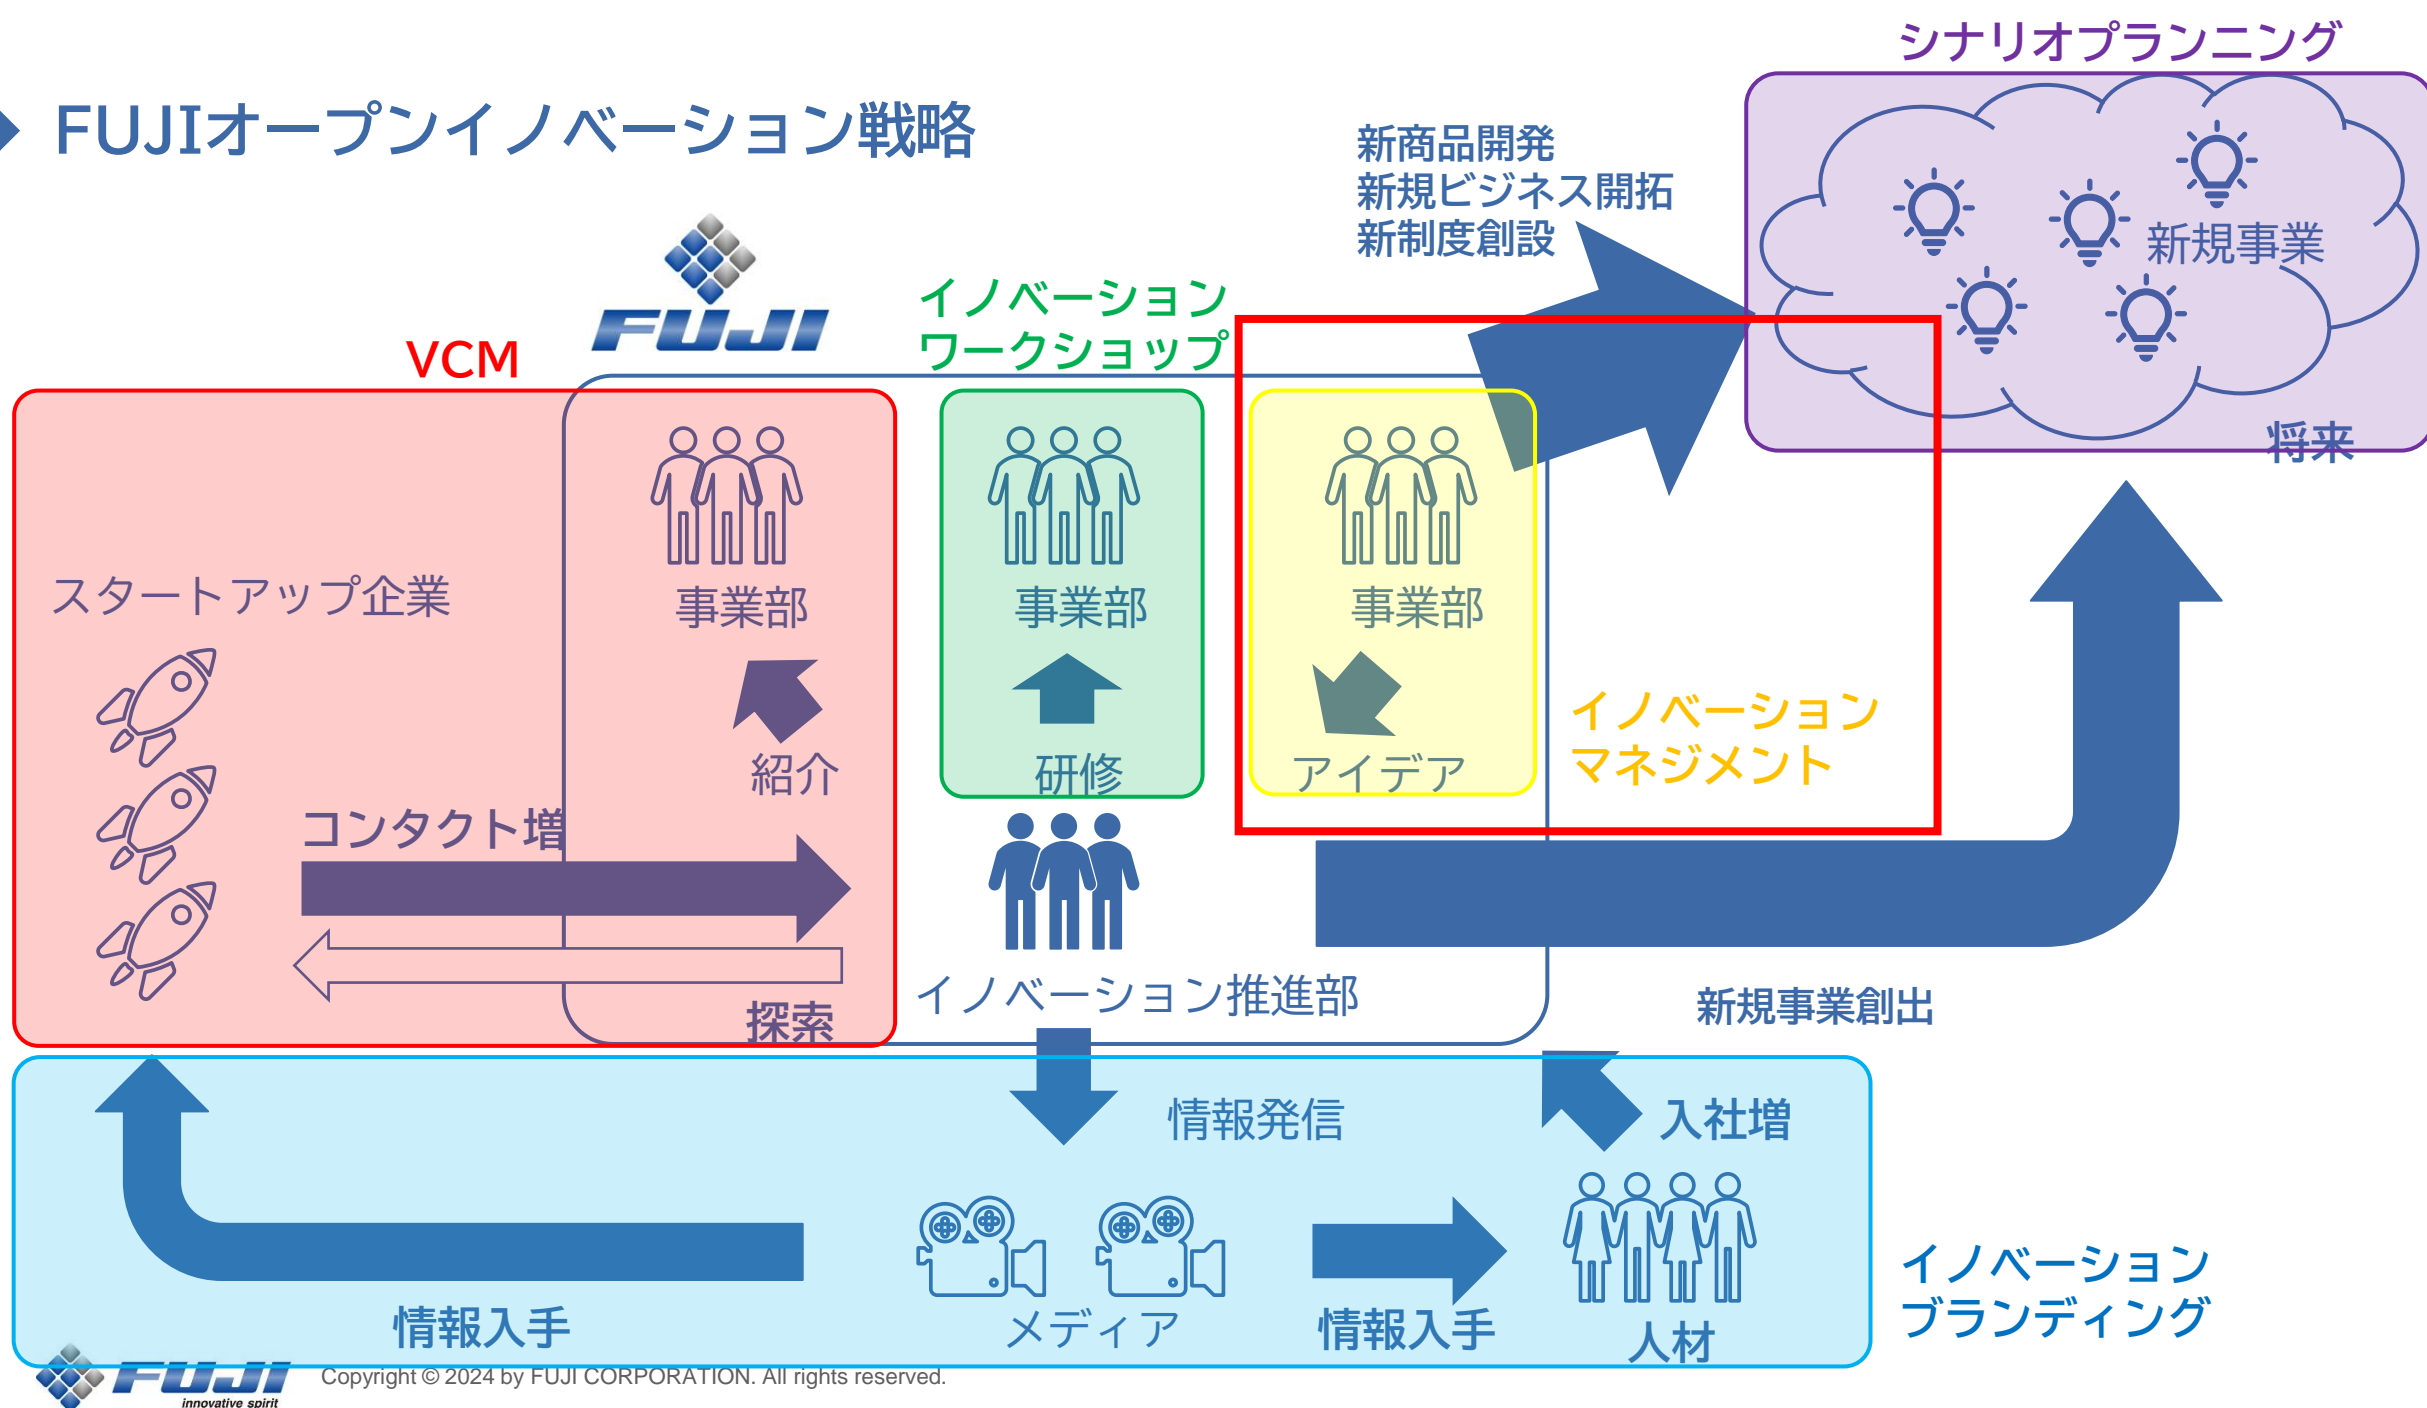 シナリオプランニング
FUJIオープンイノベーション戦略
新商品開発
新規ビジネス開拓
新制度創設
新規事業
将来
FUJI
VCM
イノベーション
ワークショップ
スタートアップ企業
事業部
事業部
事業部
紹介
研修
アイデア
イノベーション
マネジメント
コンタクト増
探索
イノベーション推進部
新規事業創出
情報発信
入社増
情報入手
メディア
情報入手
人材
イノベーション
ブランディング
FUJI
innovative spirit
Copyright © 2024 by FUJI CORPORATION. All rights reserved.